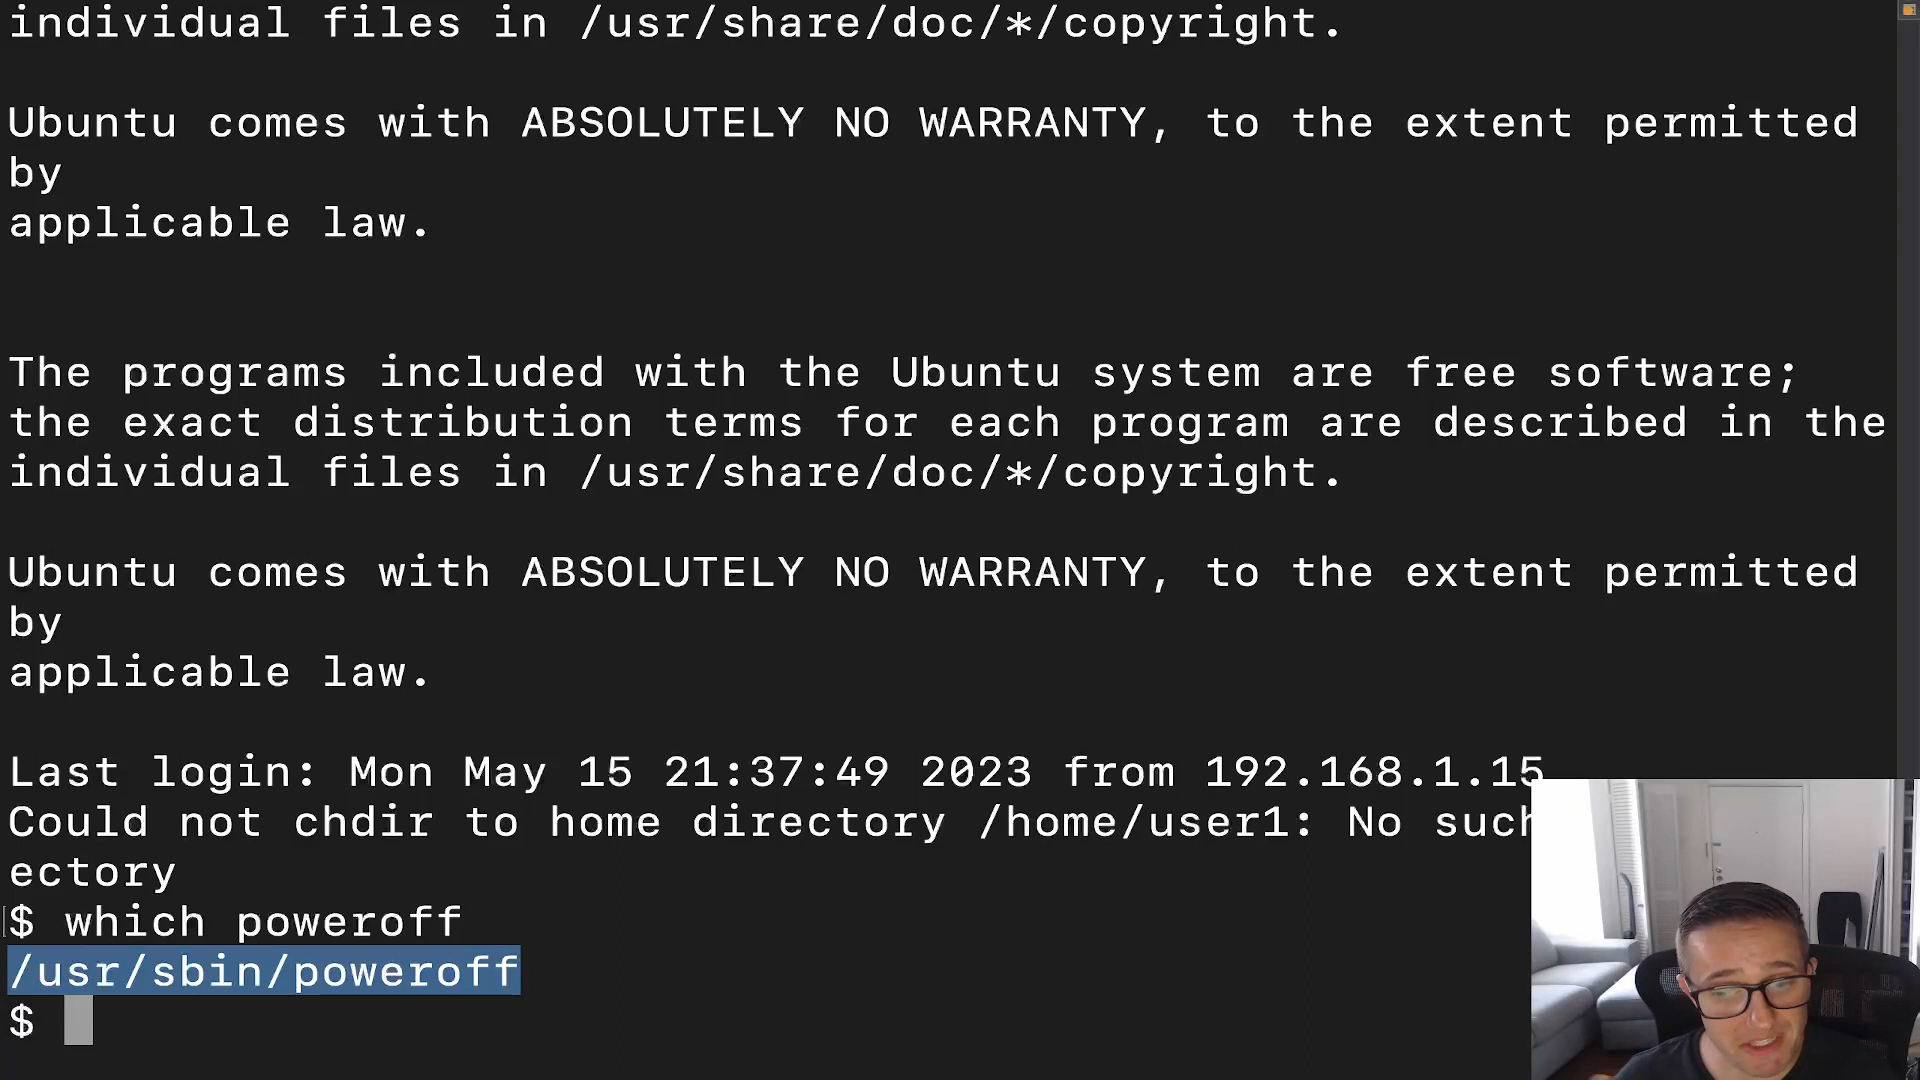 individual files in /usr/share/doc/*/copyright.
Ubuntu comes with ABSOLUTELY NO WARRANTY, to the extent permitted
by
applicable law.
The programs included with the Ubuntu system are free software;
the exact distribution terms for each program are described in the
individual files in /usr/share/doc/*/copyright.
Ubuntu comes with ABSOLUTELY NO WARRANTY, to the extent permitted
by
applicable law.
Last login: Mon May 15 21:37:49 2023 from 192.168.1.15
Could not chdir to home directory /home/user1: No such
ectory
$ which poweroff
/usr/sbin/poweroff
$